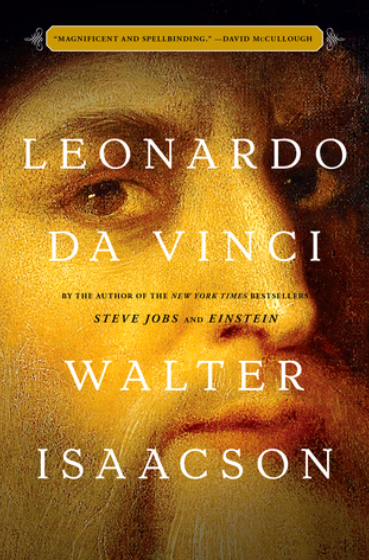 "MAGNIFICENT AND SPELLBINDING." —DAVID McCULLOUGH
LEONARDO
DA VINCI
BY THE AUTHOR OF THE NEW YORK TIMES BESTSELLERS
STEVE JOBS AND EINSTEIN
WALTER
ISAACSON